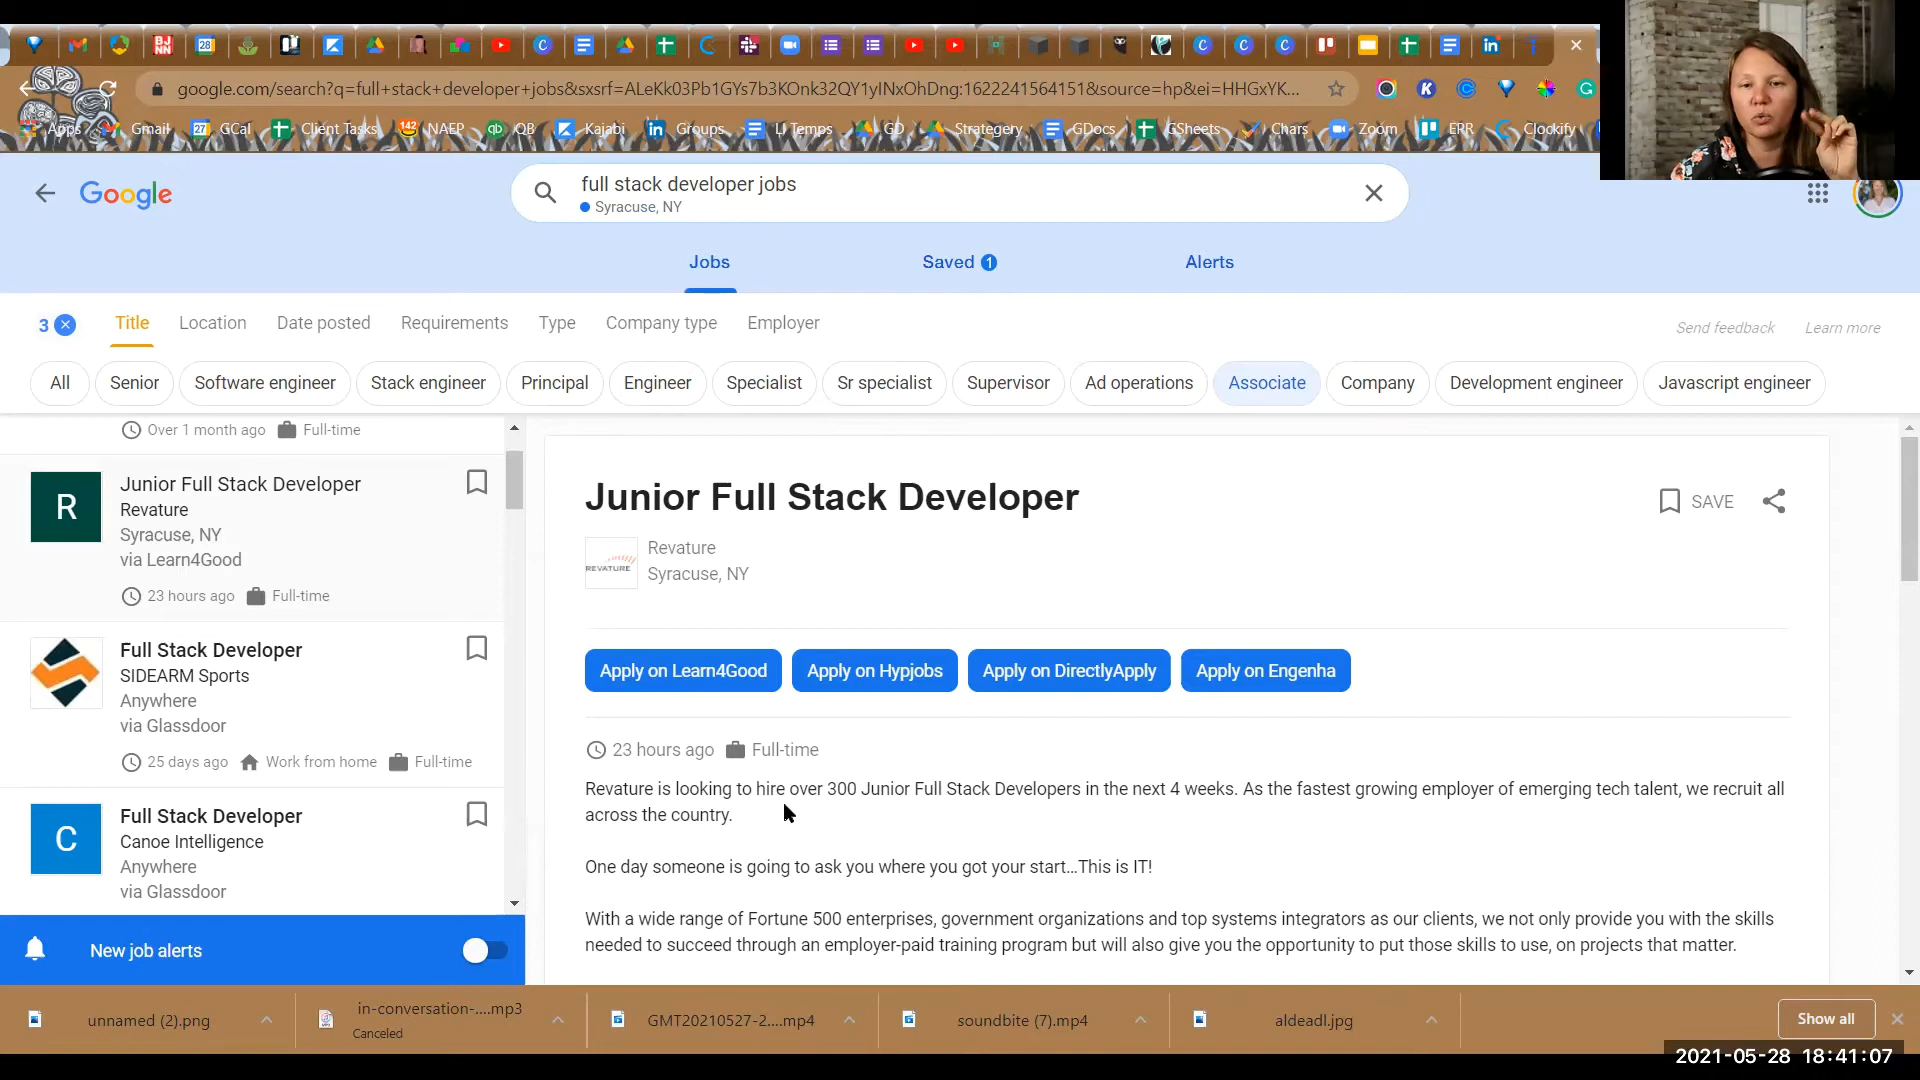 google.com/search?q=full+stack+developer+jobs&sxsrf=ALeKk03Pb1GYs7b3KOnk32QY1yINxOhDng:1622241564151&source=hp&ei=HHGxYK...
Apps Gmail GCal Client Tasks NAEP QB Kajabi Groups LI Temps GD Strategery GDocs GSheets Chars Zoom ERR Clockify
Google
full stack developer jobs
Syracuse, NY
Jobs Saved 1 Alerts
3 Title Location Date posted Requirements Type Company type Employer
Send feedback Learn more
All Senior Software engineer Stack engineer Principal Engineer Specialist Sr specialist Supervisor Ad operations Associate Company Development engineer Javascript engineer
Over 1 month ago Full-time
R
Junior Full Stack Developer
Revature
Syracuse, NY
via Learn4Good
23 hours ago Full-time
Full Stack Developer
SIDEARM Sports
Anywhere
via Glassdoor
25 days ago Work from home Full-time
C
Full Stack Developer
Canoe Intelligence
Anywhere
via Glassdoor
New job alerts
Junior Full Stack Developer
SAVE
REVATURE
Revature
Syracuse, NY
Apply on Learn4Good Apply on Hypjobs Apply on DirectlyApply Apply on Engenha
23 hours ago Full-time
Revature is looking to hire over 300 Junior Full Stack Developers in the next 4 weeks. As the fastest growing employer of emerging tech talent, we recruit all
across the country.
One day someone is going to ask you where you got your start...This is IT!
With a wide range of Fortune 500 enterprises, government organizations and top systems integrators as our clients, we not only provide you with the skills
needed to succeed through an employer-paid training program but will also give you the opportunity to put those skills to use, on projects that matter.
unnamed (2).png
in-conversation-....mp3
Canceled
GMT20210527-2....mp4
soundbite (7).mp4
aldeadl.jpg
Show all
2021-05-28 18:41:07